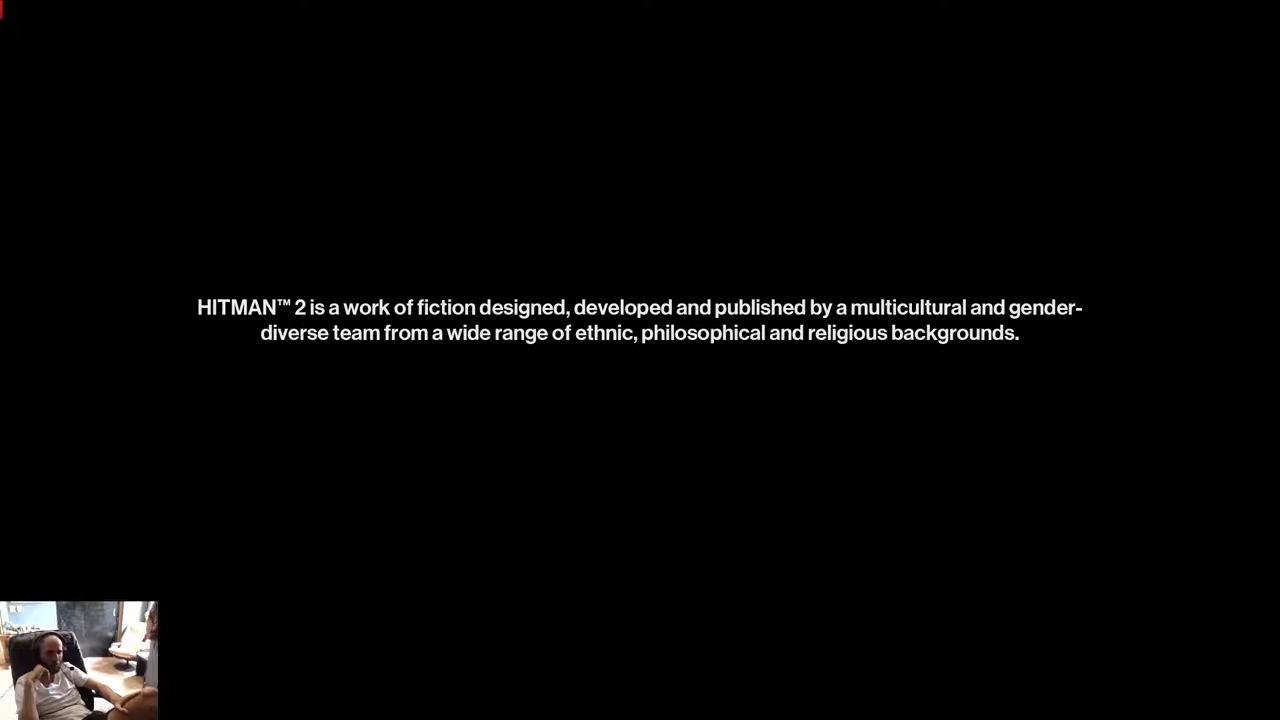 HITMAN™ 2 is a work of fiction designed, developed and published by a multicultural and gender-
diverse team from a wide range of ethnic, philosophical and religious backgrounds.